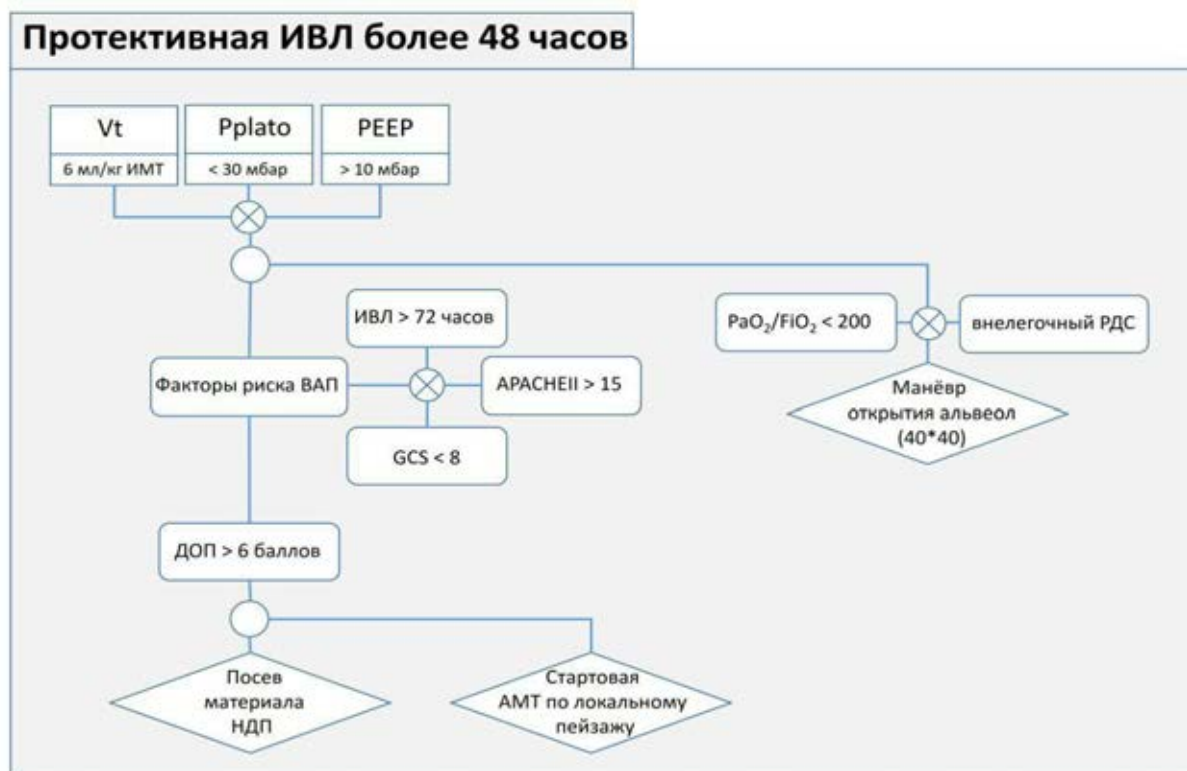 Протективная ИВЛ более 48 часов
Vt
6 мл/кг ИМТ
Pplato
< 30 мбар
PEEP
> 10 мбар
ИВЛ > 72 часов
PaO₂/FiO₂ < 200
внелегочный РДС
Факторы риска ВАП
APACHEII > 15
Манёвр
открытия альвеол
(40*40)
GCS < 8
ДОП > 6 баллов
Посев
материала
НДП
Стартовая
АМТ по локальному
пейзажу